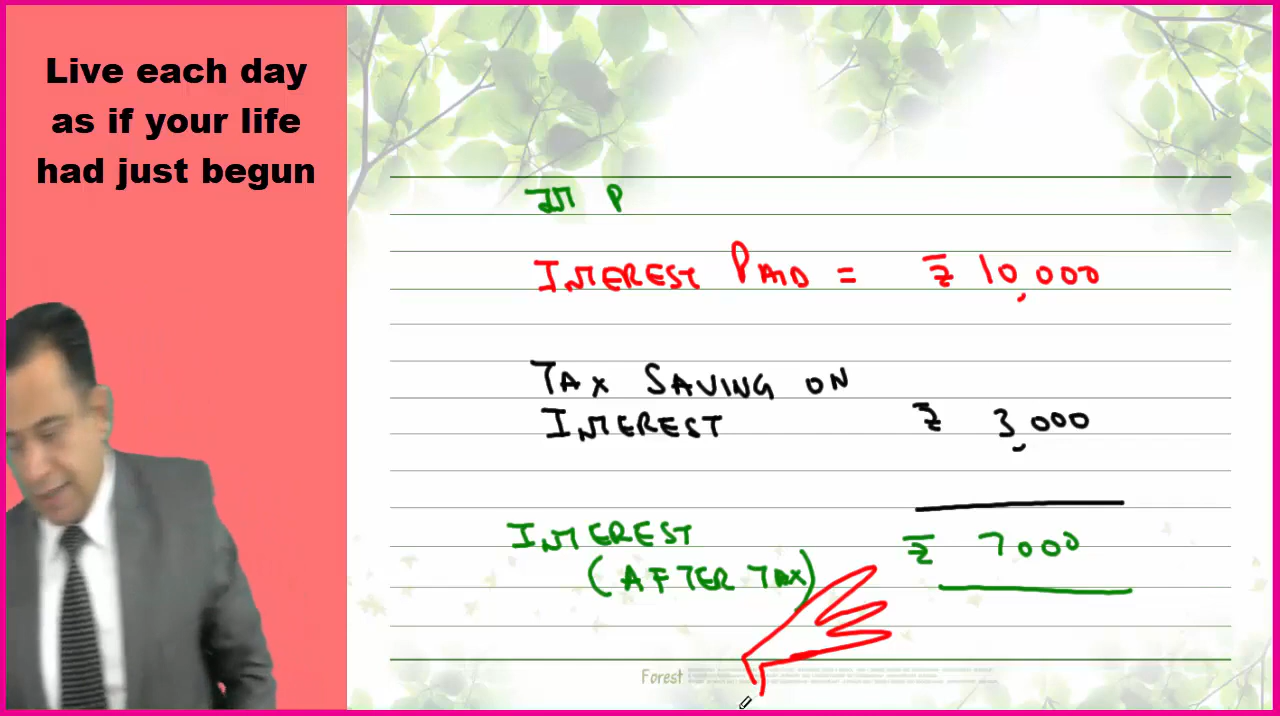 Live each day
as if your life
had just begun
IN P
INTEREST PAID = ₹ 10,000
TAX SAVING ON
INTEREST ₹ 3,000
INTEREST ₹ 7000
(AFTER TAX)
Forest